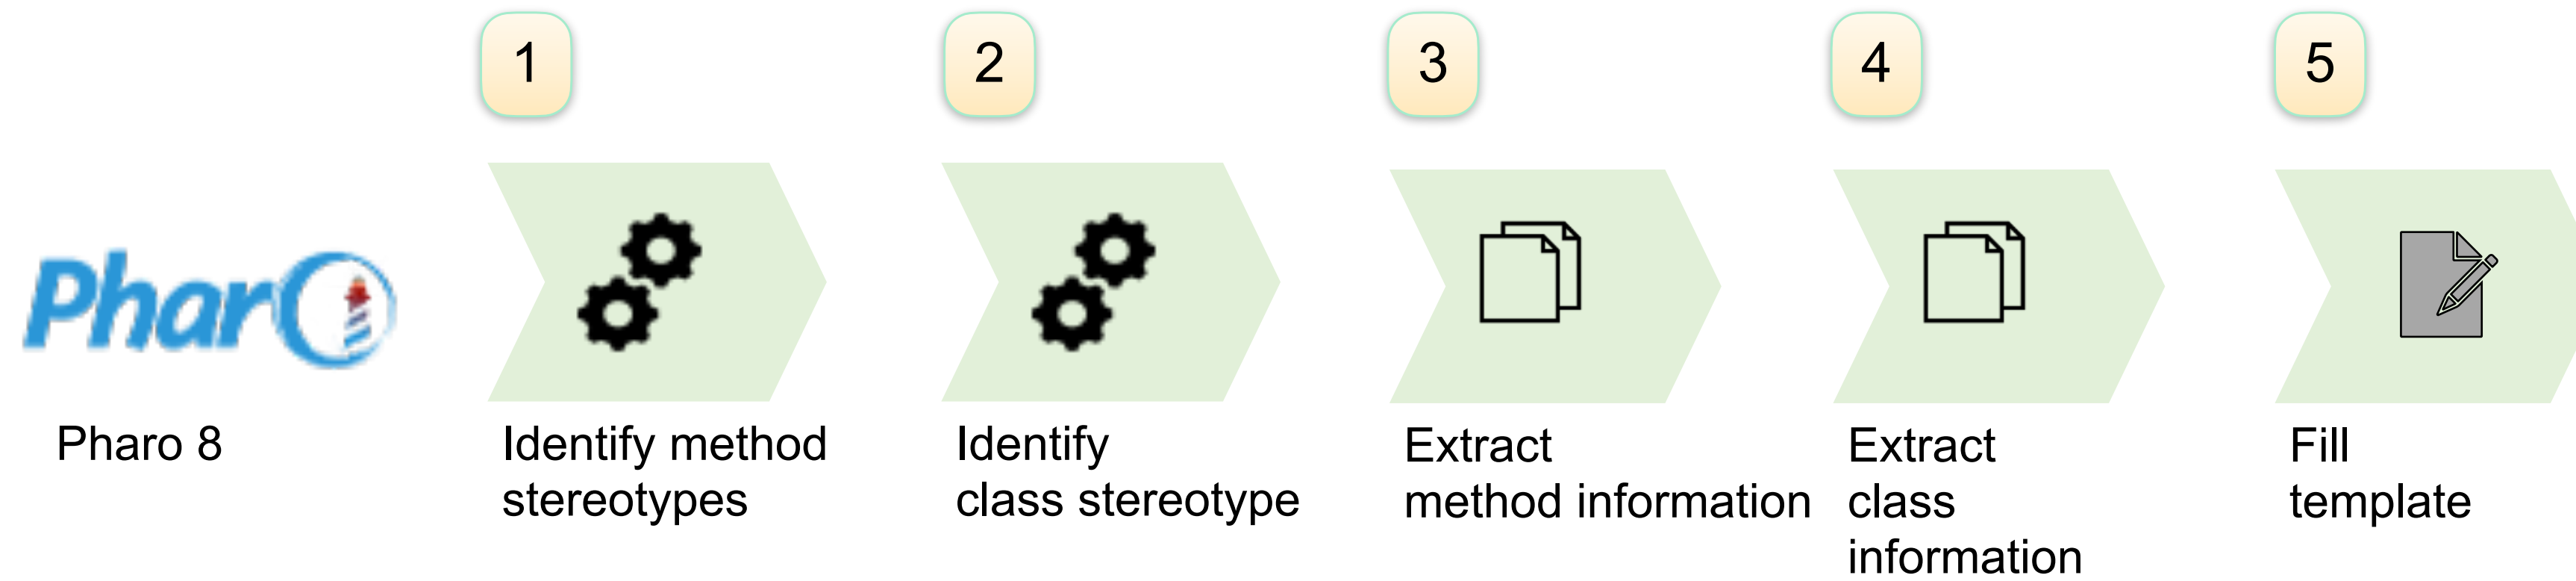 1
2
3
4
5
Pharo
Pharo 8
Identify method
stereotypes
Identify
class stereotype
Extract
method information
Extract
class
information
Fill
template